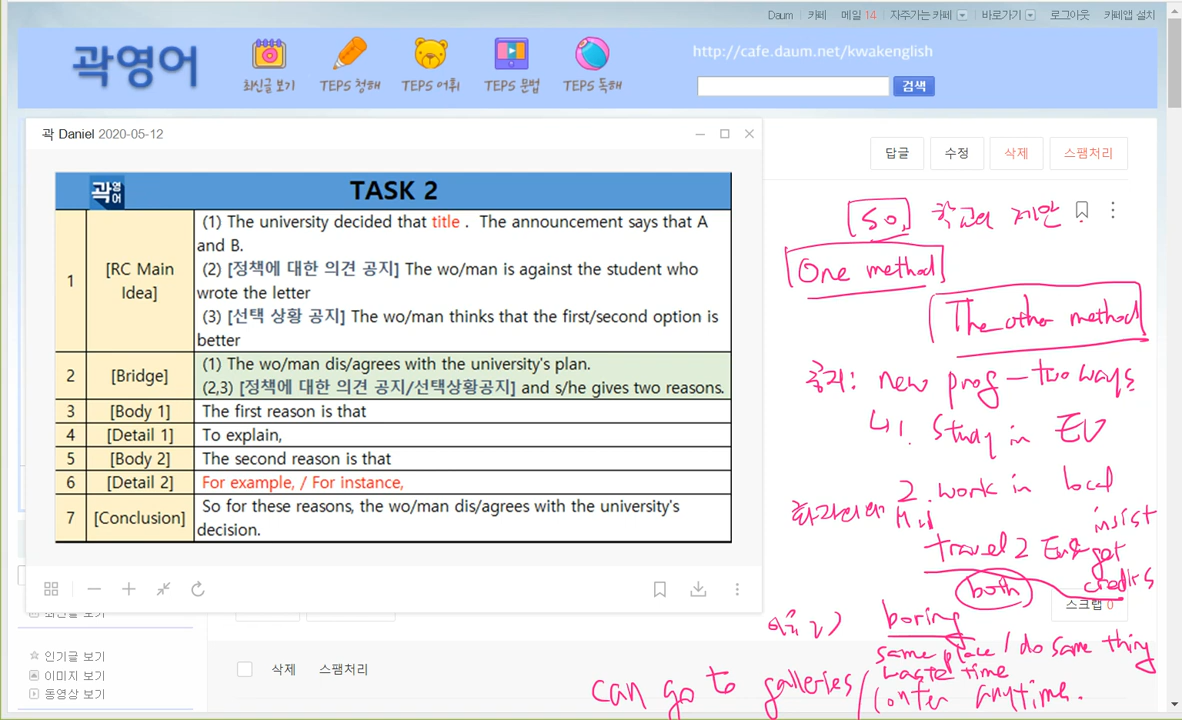 Daum 카페 메일 14 자주가는 카페 바로가기 로그아웃 카페앱 설치
곽영어
최신글 보기 TEPS 청해 TEPS 어휘 TEPS 문법 TEPS 독해
http://cafe.daum.net/kwakenglish
검색
곽 Daniel 2020-05-12
답글 수정 삭제 스팸처리
곽영어 TASK 2
1 [RC Main Idea]
(1) The university decided that title . The announcement says that A
and B.
(2) [정책에 대한 의견 공지] The wo/man is against the student who
wrote the letter
(3) [선택 상황 공지] The wo/man thinks that the first/second option is
better
2 [Bridge]
(1) The wo/man dis/agrees with the university's plan.
(2,3) [정책에 대한 의견 공지/선택상황공지] and s/he gives two reasons.
3 [Body 1] The first reason is that
4 [Detail 1] To explain,
5 [Body 2] The second reason is that
6 [Detail 2] For example, / For instance,
7 [Conclusion] So for these reasons, the wo/man dis/agrees with the university's
decision.
So, 학교의 제안
One method
The other method
공지: new prog – two ways
1. Study in EU
2. work in local
insist
travel 2 get
credits
both
스크랩 0
이유 2) boring
same place / do same thing
waste time
can go to galleries / anytime.
최신글 보기
인기글 보기
이미지 보기
동영상 보기
삭제 스팸처리